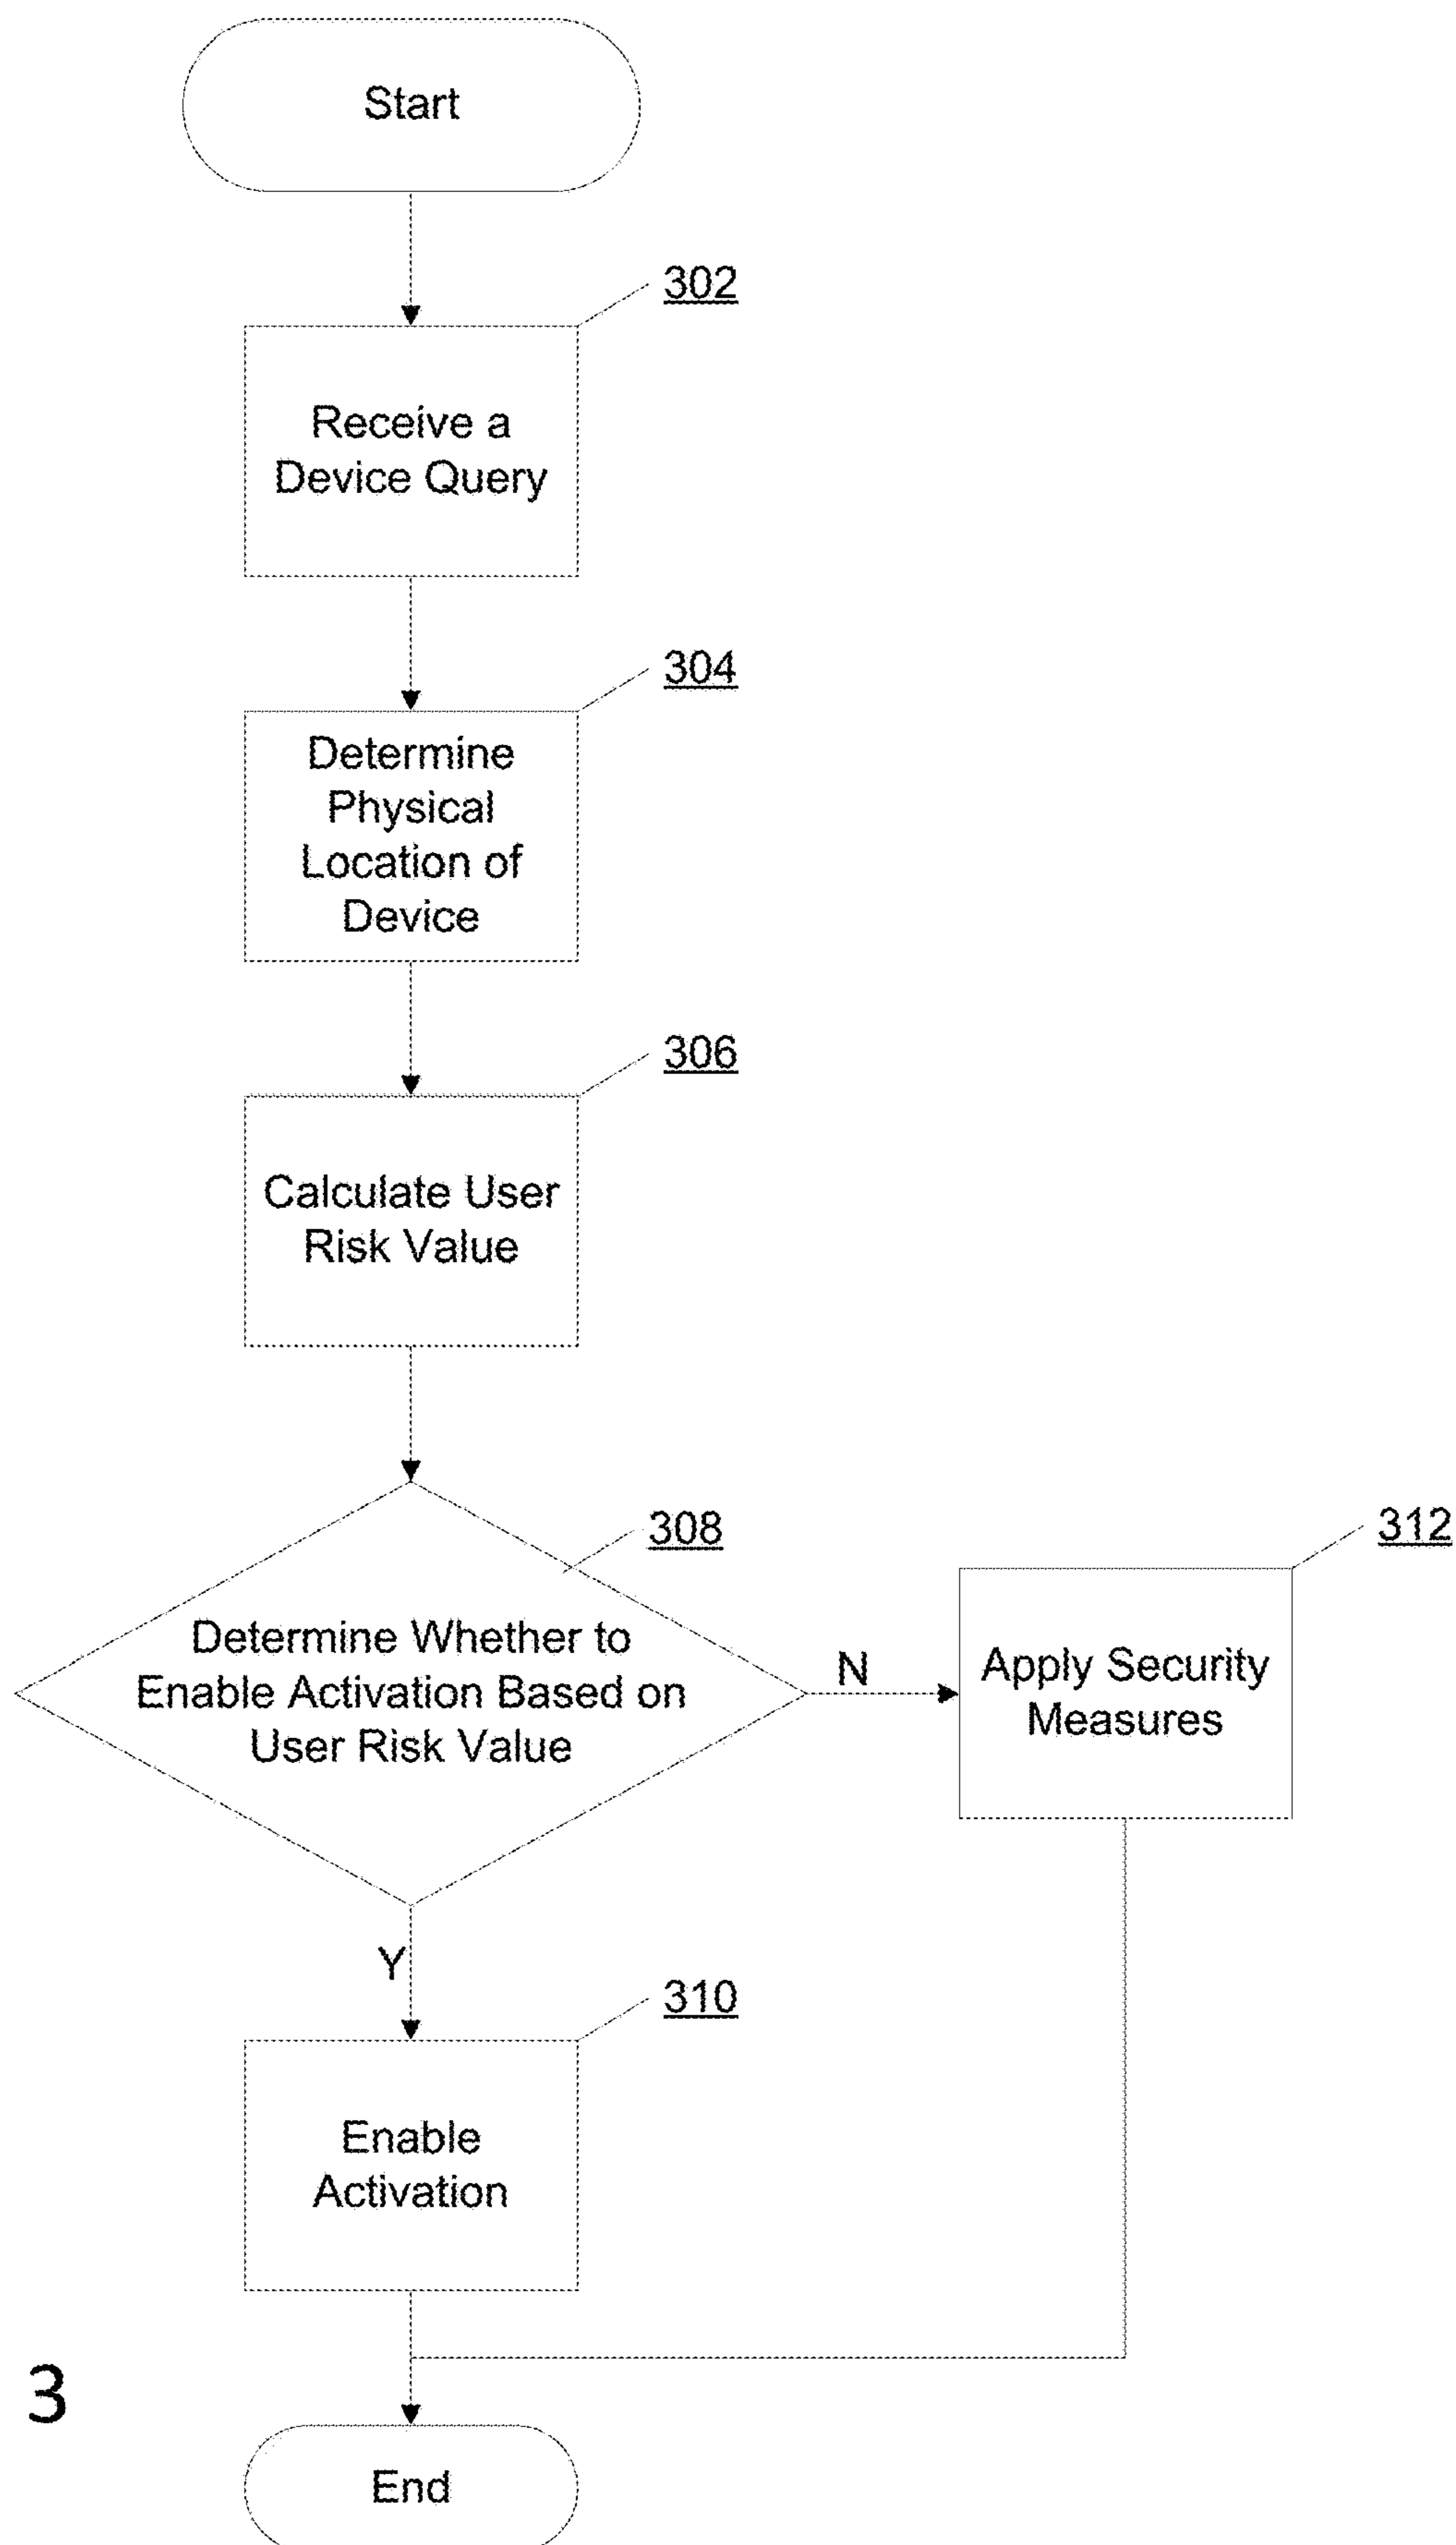 Start
302
Receive a
Device Query
304
Determine
Physical
Location of
Device
306
Calculate User
Risk Value
308
Determine Whether to
Enable Activation Based on
User Risk Value
N
312
Apply Security
Measures
Y
310
Enable
Activation
3
End